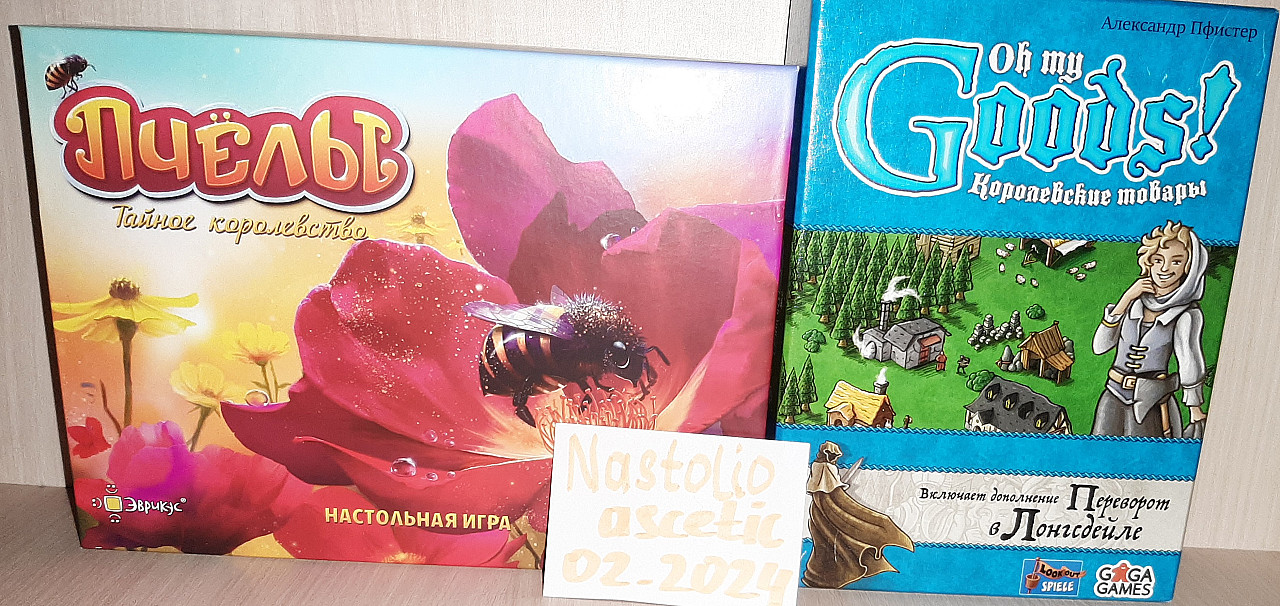 ПЧЁЛЫ
Тайное королевство
Эврикус
НАСТОЛЬНАЯ ИГРА
Nastolio
ascetic
02.2024
Александр Пфистер
Oh my
Goods!
Королевские товары
Включает дополнение Переворот
в Лонгсдейле
LOOKOUT
SPIELE
GAGA
GAMES